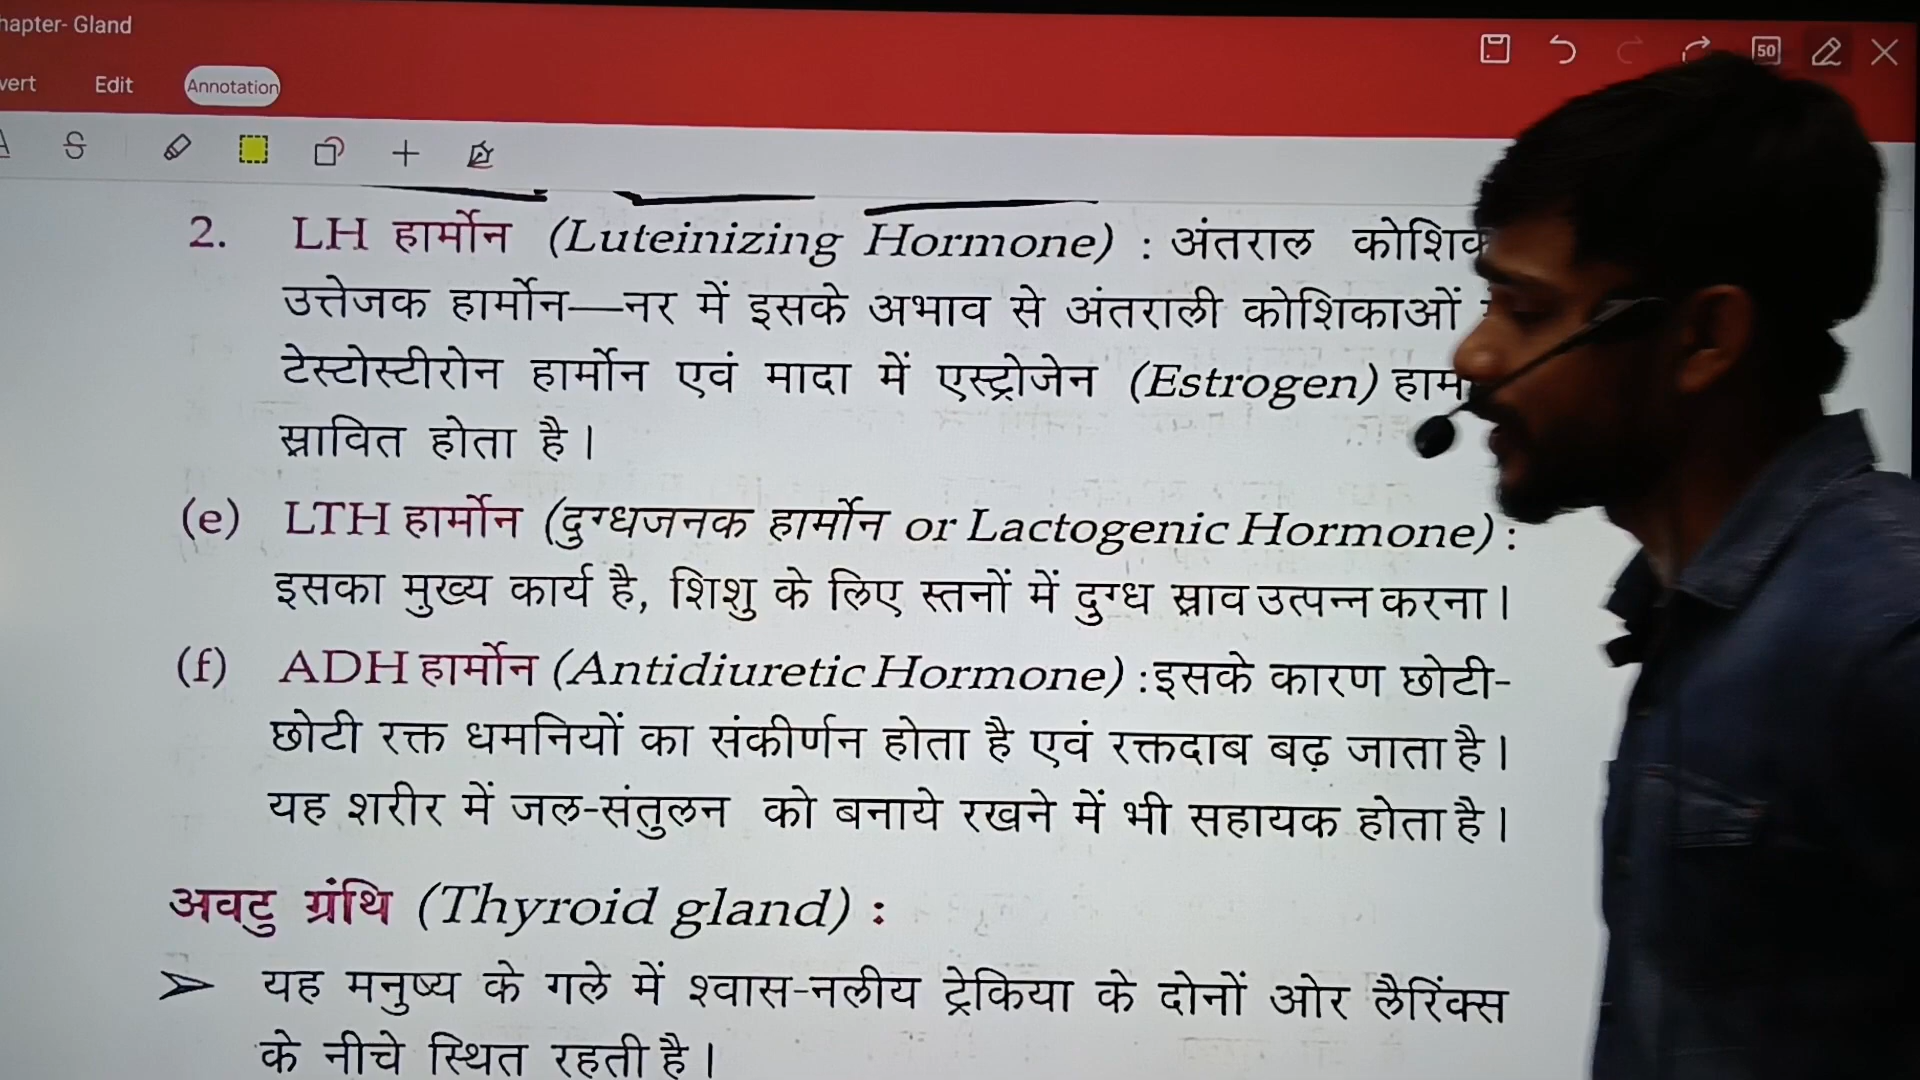 hapter- Gland
vert Edit Annotation
50
2. LH हार्मोन (Luteinizing Hormone) : अंतराल
उत्तेजक हार्मोन—नर में इसके अभाव से अंतराली कोशिकाओं
टेस्टोस्टीरोन हार्मोन एवं मादा में एस्ट्रोजेन (Estrogen)
स्रावित होता है।
(e) LTH हार्मोन (दुग्धजनक हार्मोन or Lactogenic Hormone) :
इसका मुख्य कार्य है, शिशु के लिए स्तनों में दुग्ध स्राव उत्पन्न करना।
(f) ADH हार्मोन (Antidiuretic Hormone) : इसके कारण छोटी-
छोटी रक्त धमनियों का संकीर्णन होता है एवं रक्तदाब बढ़ जाता है।
यह शरीर में जल-संतुलन को बनाये रखने में भी सहायक होता है।
अवटु ग्रंथि (Thyroid gland) :
➢ यह मनुष्य के गले में श्वास-नलीय ट्रेकिया के दोनों ओर लैरिंक्स
के नीचे स्थित रहती है।